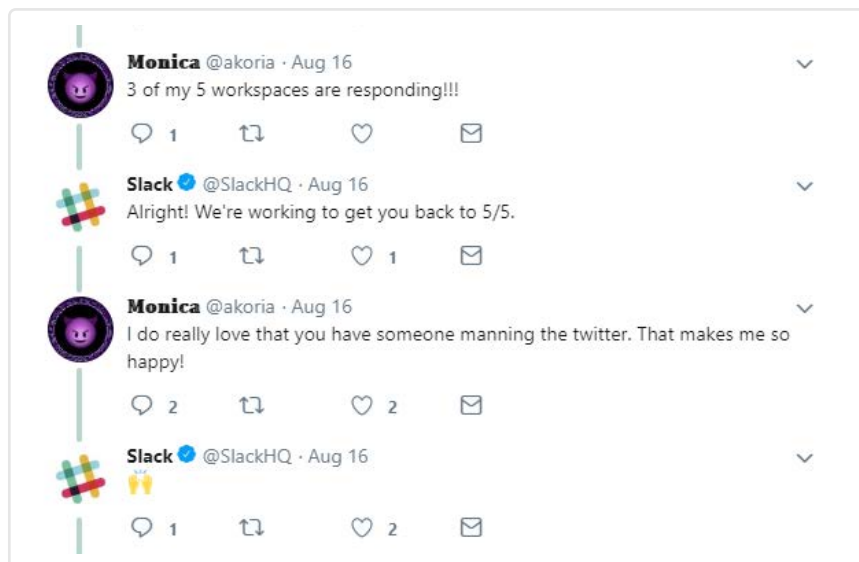 Monica @akoria · Aug 16
3 of my 5 workspaces are responding!!!
1
Slack @SlackHQ · Aug 16
Alright! We're working to get you back to 5/5.
1 1
Monica @akoria · Aug 16
I do really love that you have someone manning the twitter. That makes me so
happy!
2 2
Slack @SlackHQ · Aug 16
🙌
1 2